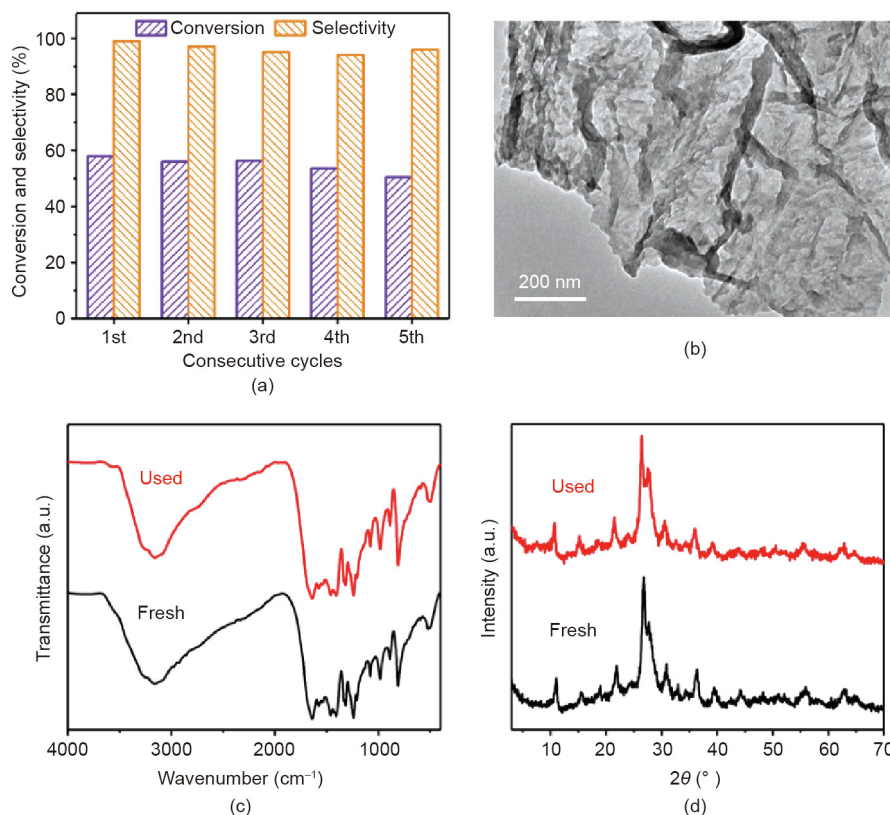 Conversion Selectivity
Conversion and selectivity (%)
100
80
60
40
20
0
1st 2nd 3rd 4th 5th
Consecutive cycles
(a)
200 nm
(b)
Transmittance (a.u.)
Used
Fresh
4000 3000 2000 1000
Wavenumber (cm⁻¹)
(c)
Intensity (a.u.)
Used
Fresh
10 20 30 40 50 60 70
2θ (° )
(d)